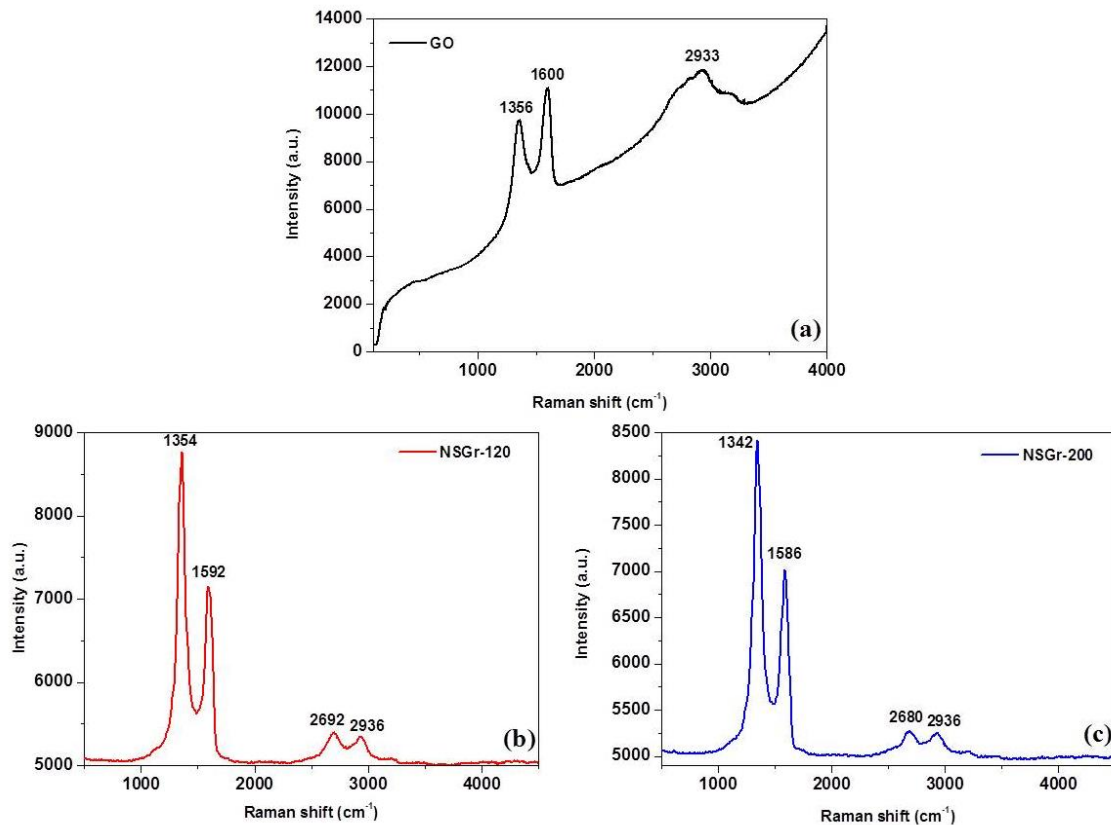 14000
12000
10000
8000
6000
4000
2000
0
Intensity (a.u.)
GO
1356
1600
2933
(a)
1000 2000 3000 4000
Raman shift (cm⁻¹)
9000
8000
7000
6000
5000
Intensity (a.u.)
1354
NSGr-120
1592
2692 2936
(b)
1000 2000 3000 4000
Raman shift (cm⁻¹)
8500
8000
7500
7000
6500
6000
5500
5000
Intensity (a.u.)
1342
NSGr-200
1586
2680 2936
(c)
1000 2000 3000 4000
Raman shift (cm⁻¹)